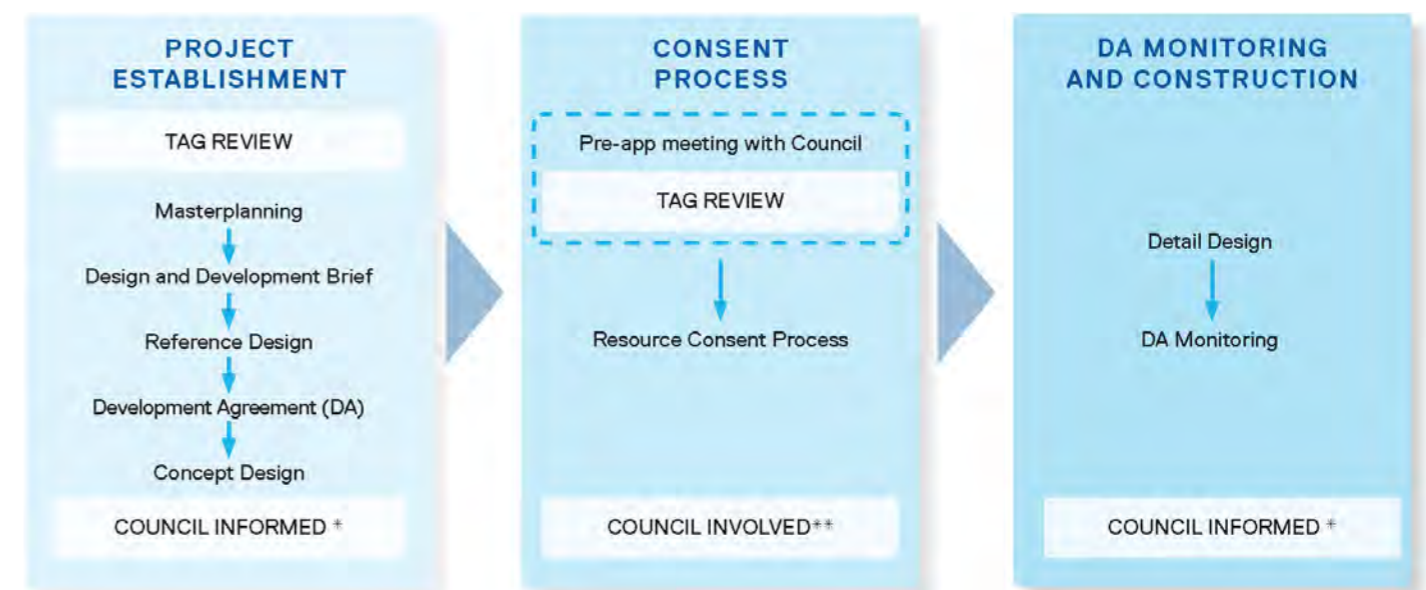 PROJECT
ESTABLISHMENT
TAG REVIEW
Masterplanning
Design and Development Brief
Reference Design
Development Agreement (DA)
Concept Design
COUNCIL INFORMED *
CONSENT
PROCESS
Pre-app meeting with Council
TAG REVIEW
Resource Consent Process
COUNCIL INVOLVED**
DA MONITORING
AND CONSTRUCTION
Detail Design
DA Monitoring
COUNCIL INFORMED *